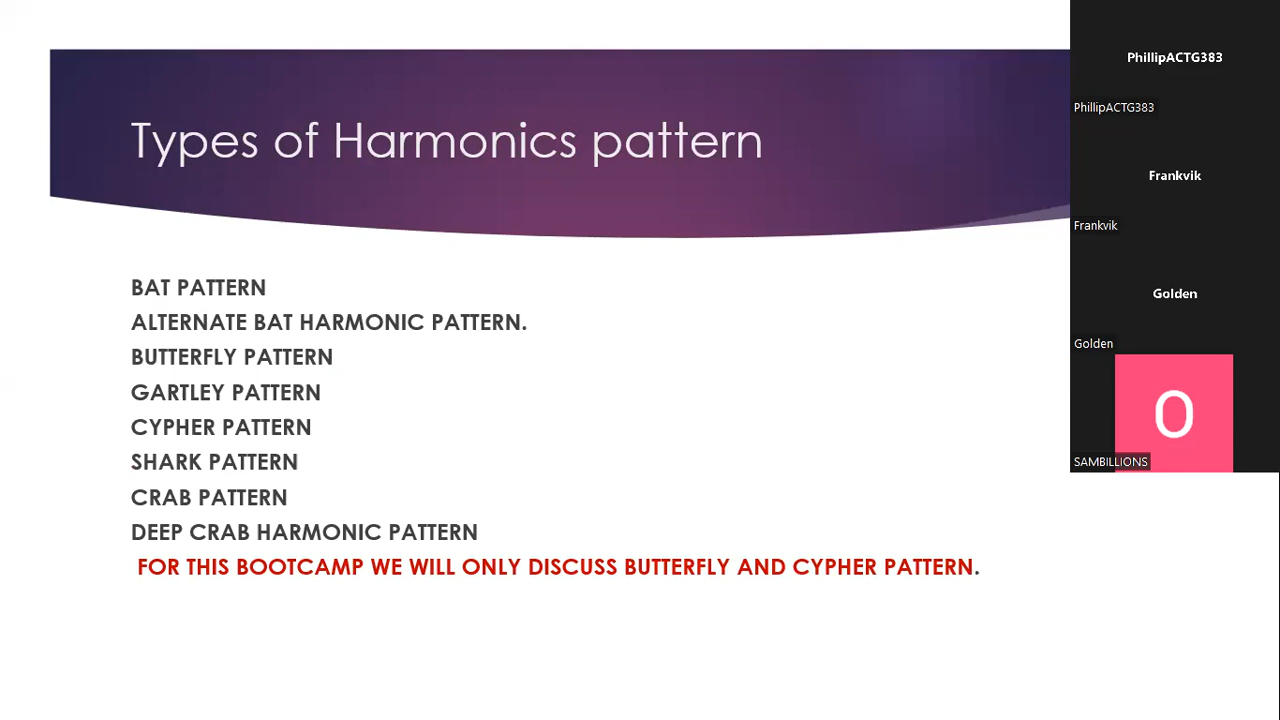 Types of Harmonics pattern
BAT PATTERN
ALTERNATE BAT HARMONIC PATTERN.
BUTTERFLY PATTERN
GARTLEY PATTERN
CYPHER PATTERN
SHARK PATTERN
CRAB PATTERN
DEEP CRAB HARMONIC PATTERN
FOR THIS BOOTCAMP WE WILL ONLY DISCUSS BUTTERFLY AND CYPHER PATTERN.
PhillipACTG383
PhillipACTG383
Frankvik
Frankvik
Golden
Golden
O
SAMBILLIONS